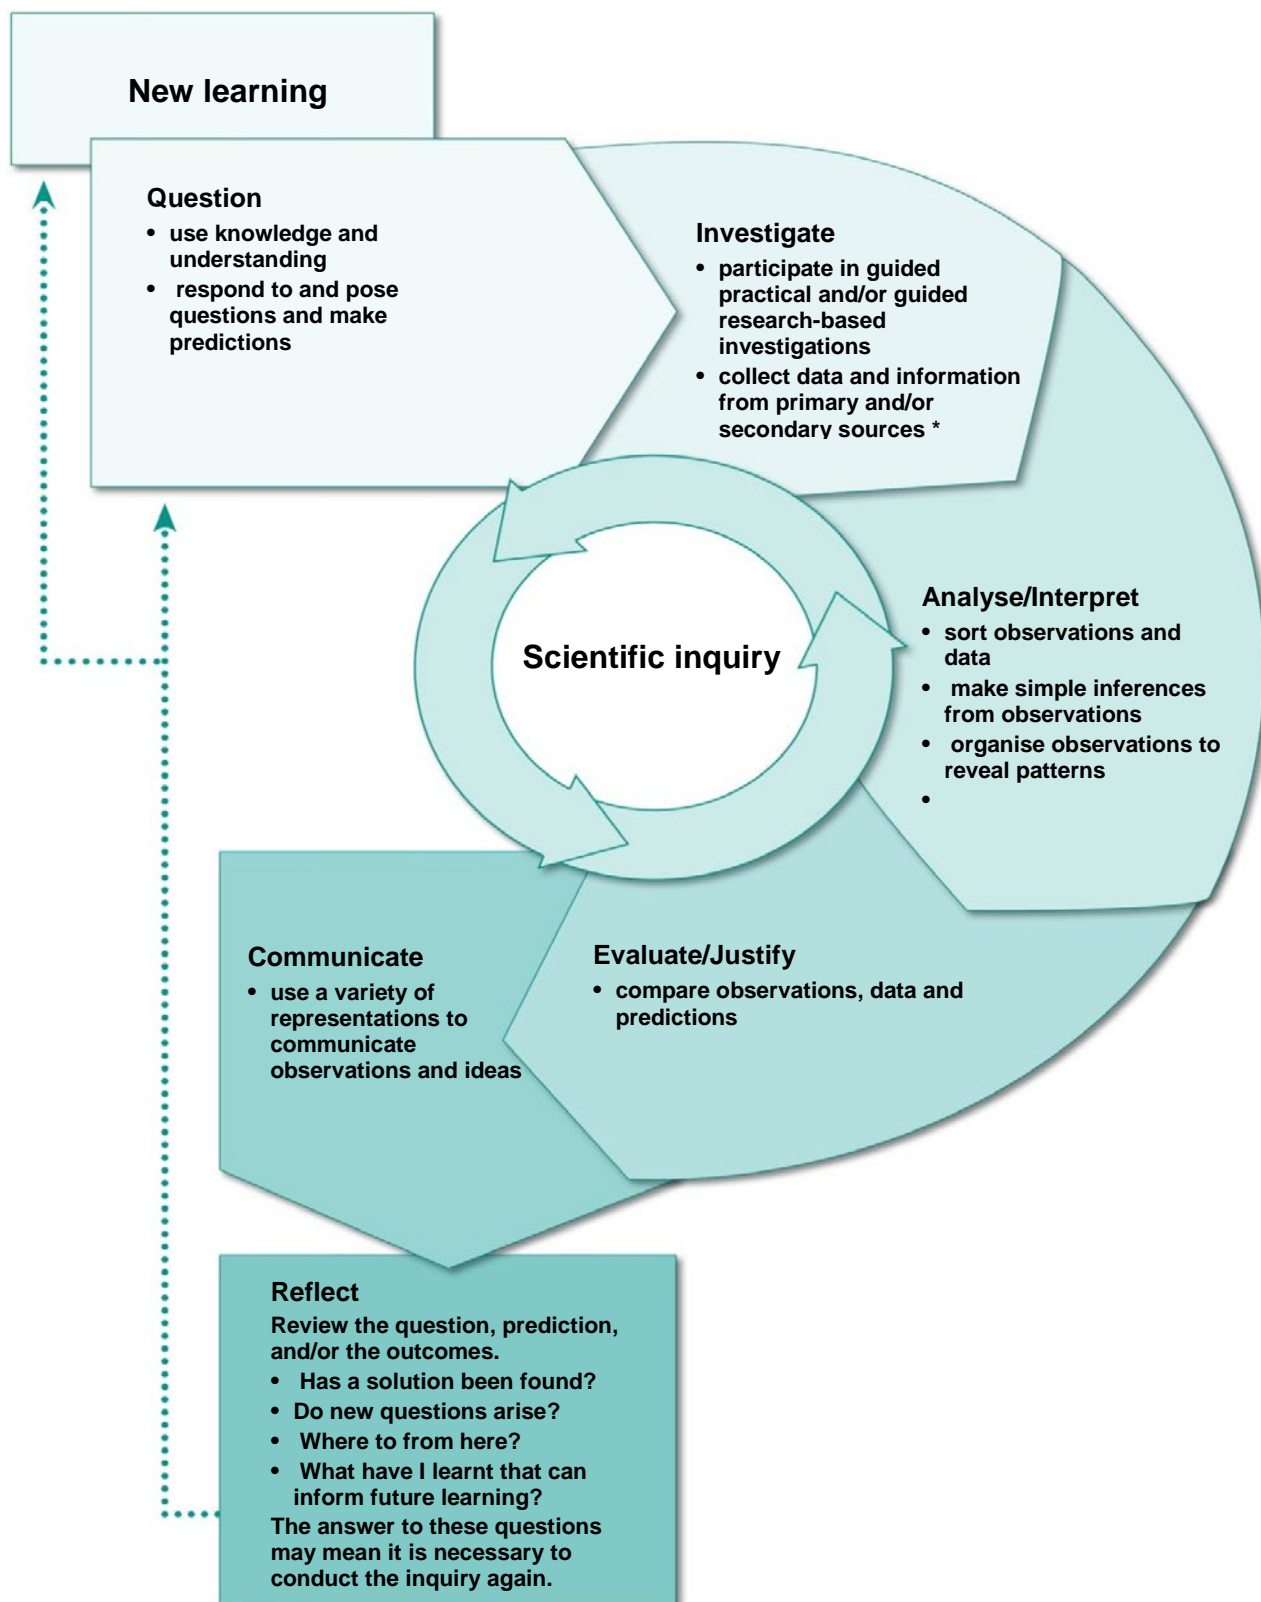 New learning
Question
• use knowledge and
understanding
• respond to and pose
questions and make
predictions
Investigate
• participate in guided
practical and/or guided
research-based
investigations
• collect data and information
from primary and/or
secondary sources *
Scientific inquiry
Analyse/Interpret
• sort observations and
data
• make simple inferences
from observations
• organise observations to
reveal patterns
•
Evaluate/Justify
• compare observations, data and
predictions
Communicate
• use a variety of
representations to
communicate
observations and ideas
Reflect
Review the question, prediction,
and/or the outcomes.
• Has a solution been found?
• Do new questions arise?
• Where to from here?
• What have I learnt that can
inform future learning?
The answer to these questions
may mean it is necessary to
conduct the inquiry again.